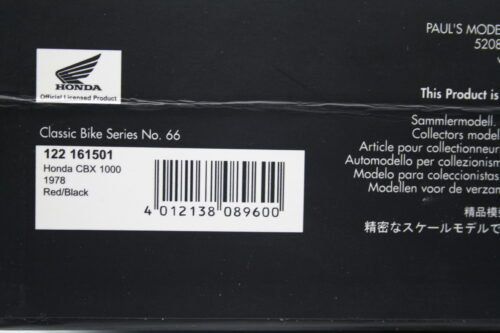 HONDA
Official Licensed Product
Classic Bike Series No. 66
122 161501
Honda CBX 1000
1978
Red/Black
4 012138 089600
PAUL'S MODE
5208
This Product is
Sammlermodell.
Collectors model
Article pour collectionneur
Automodello per collezionism
Modelo para coleccionistas
Modellen voor de verzam
精品模
精密なスケールモデルで